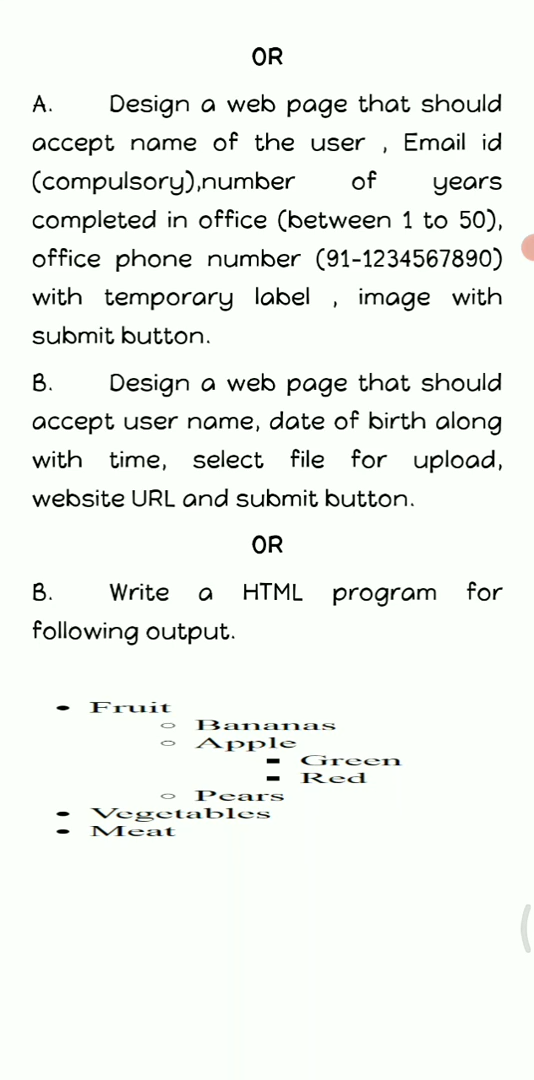 OR
A. Design a web page that should
accept name of the user , Email id
(compulsory),number of years
completed in office (between 1 to 50),
office phone number (91-1234567890)
with temporary label , image with
submit button.
B. Design a web page that should
accept user name, date of birth along
with time, select file for upload,
website URL and submit button.
OR
B. Write a HTML program for
following output.
• Fruit
○ Bananas
○ Apple
▪ Green
▪ Red
○ Pears
• Vegetables
• Meat